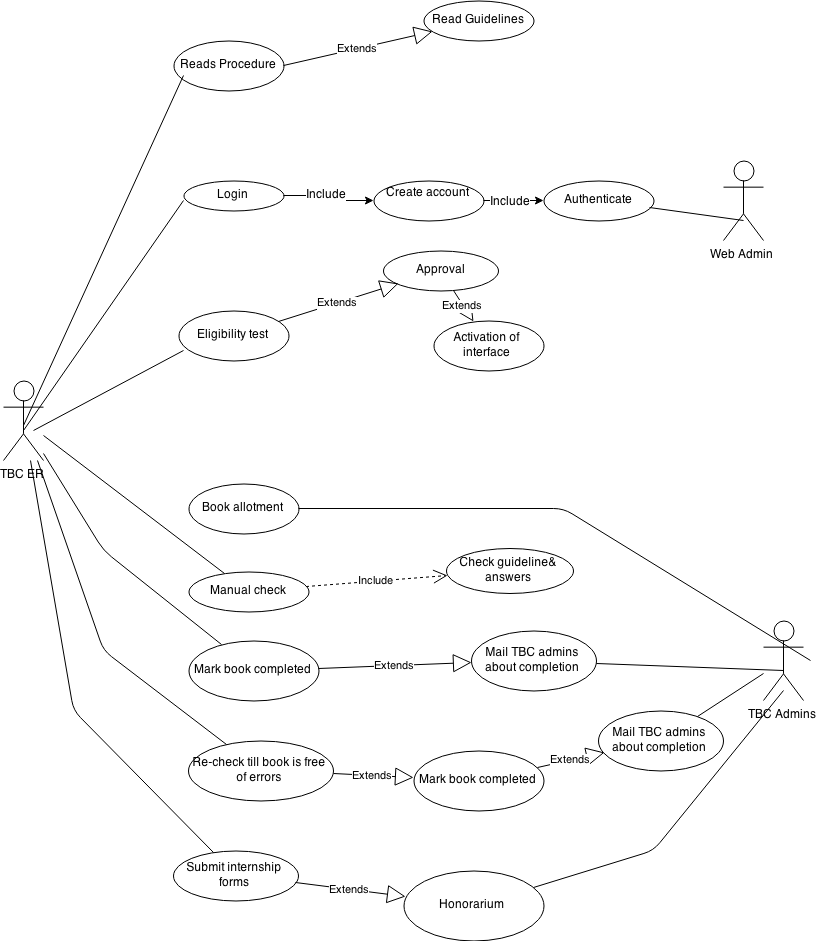 Read Guidelines
Extends
Reads Procedure
Login
Include
Create account
Include
Authenticate
Web Admin
Approval
Extends
Extends
Eligibility test
Activation of
interface
TBC ER
Book allotment
Manual check
Include
Check guideline&
answers
Mark book completed
Extends
Mail TBC admins
about completion
TBC Admins
Re-check till book is free
of errors
Extends
Mark book completed
Extends
Mail TBC admins
about completion
Submit internship
forms
Extends
Honorarium